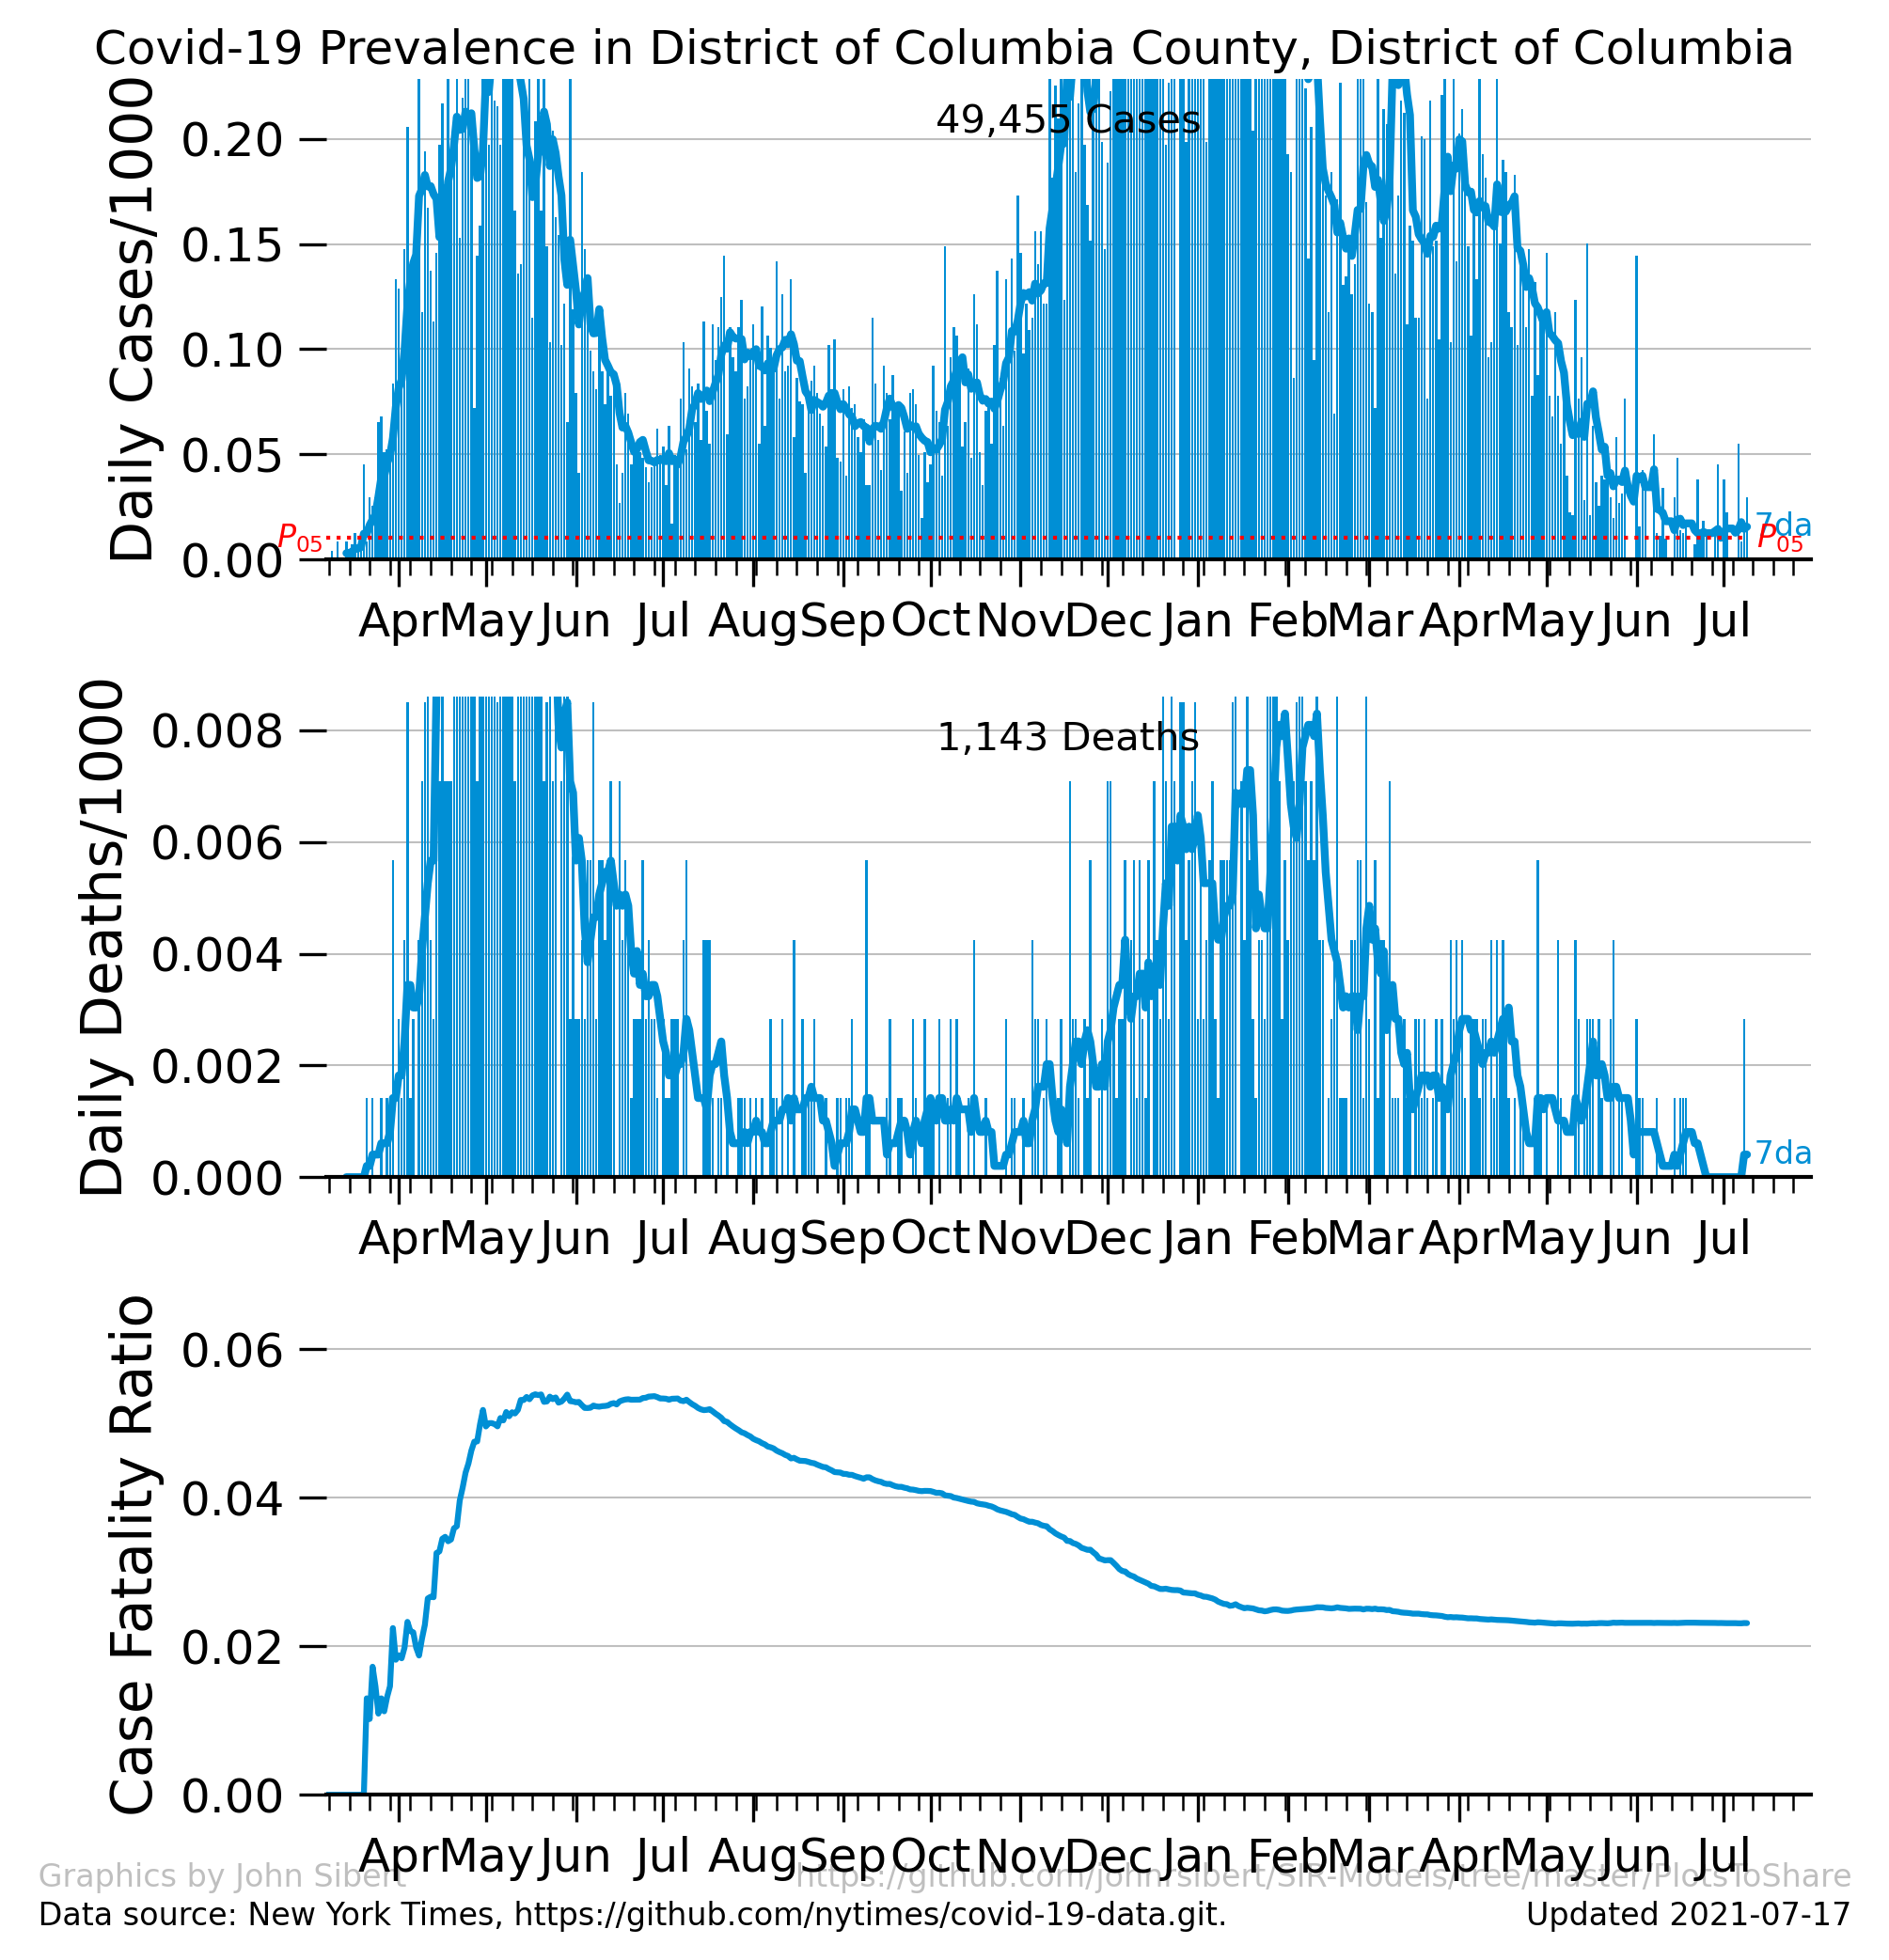 Covid-19 Prevalence in District of Columbia County, District of Columbia
Daily Cases/1000
49,455 Cases
0.20
0.15
0.10
0.05
0.00
P05
7da
P05
Apr May Jun Jul Aug Sep Oct Nov Dec Jan Feb Mar Apr May Jun Jul
Daily Deaths/1000
1,143 Deaths
0.008
0.006
0.004
0.002
0.000
7da
Apr May Jun Jul Aug Sep Oct Nov Dec Jan Feb Mar Apr May Jun Jul
Case Fatality Ratio
0.06
0.04
0.02
0.00
Apr May Jun Jul Aug Sep Oct Nov Dec Jan Feb Mar Apr May Jun Jul
Graphics by John Sibert https://github.com/johnrsibert/SIR-Models/tree/master/PlotsToShare
Data source: New York Times, https://github.com/nytimes/covid-19-data.git. Updated 2021-07-17